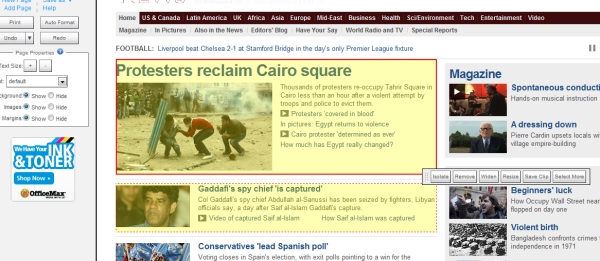 Add Page
Help
Print
Auto Format
Undo
Redo
Page Properties
Text Size:
+
-
default
Show
Hide
Images
Show
Hide
Margins
Show
Hide
We Have Your
INK
& TONER
Shop Now
OfficeMax
Home
US & Canada
Latin America
UK
Africa
Asia
Europe
Mid-East
Business
Health
Sci/Environment
Tech
Entertainment
Video
Magazine
In Pictures
Also in the News
Editors' Blog
Have Your Say
World Radio and TV
Special Reports
FOOTBALL: Liverpool beat Chelsea 2-1 at Stamford Bridge in the day's only Premier League fixture
Protesters reclaim Cairo square
Thousands of protesters re-occupy Tahrir Square in
Cairo less than an hour after a violent attempt by
troops and police to evict them.
Protesters 'covered in blood'
In pictures: Egypt returns to violence
Cairo protester 'determined as ever'
How much has Egypt really changed?
Gaddafi's spy chief 'is captured'
Col Gaddafi's spy chief Abdullah al-Sanussi has been seized by fighters, Libyan
officials say, a day after Saif al-Islam Gaddafi's capture.
Video of captured Saif al-Islam
How Saif al-Islam was captured
Conservatives 'lead Spanish poll'
Voting closes in Spain's election, with exit polls pointing to a win for the
Magazine
Spontaneous conducti
Hands-on musical instruction
A dressing down
Pierre Cardin upsets locals wi
village empire-building
Isolate
Remove
Widen
Resize
Save Clip
Select More
Beginners' luck
How Occupy Wall Street near
flopped on day one
Violent birth
Bangladesh confronts crimes
independence in 1971